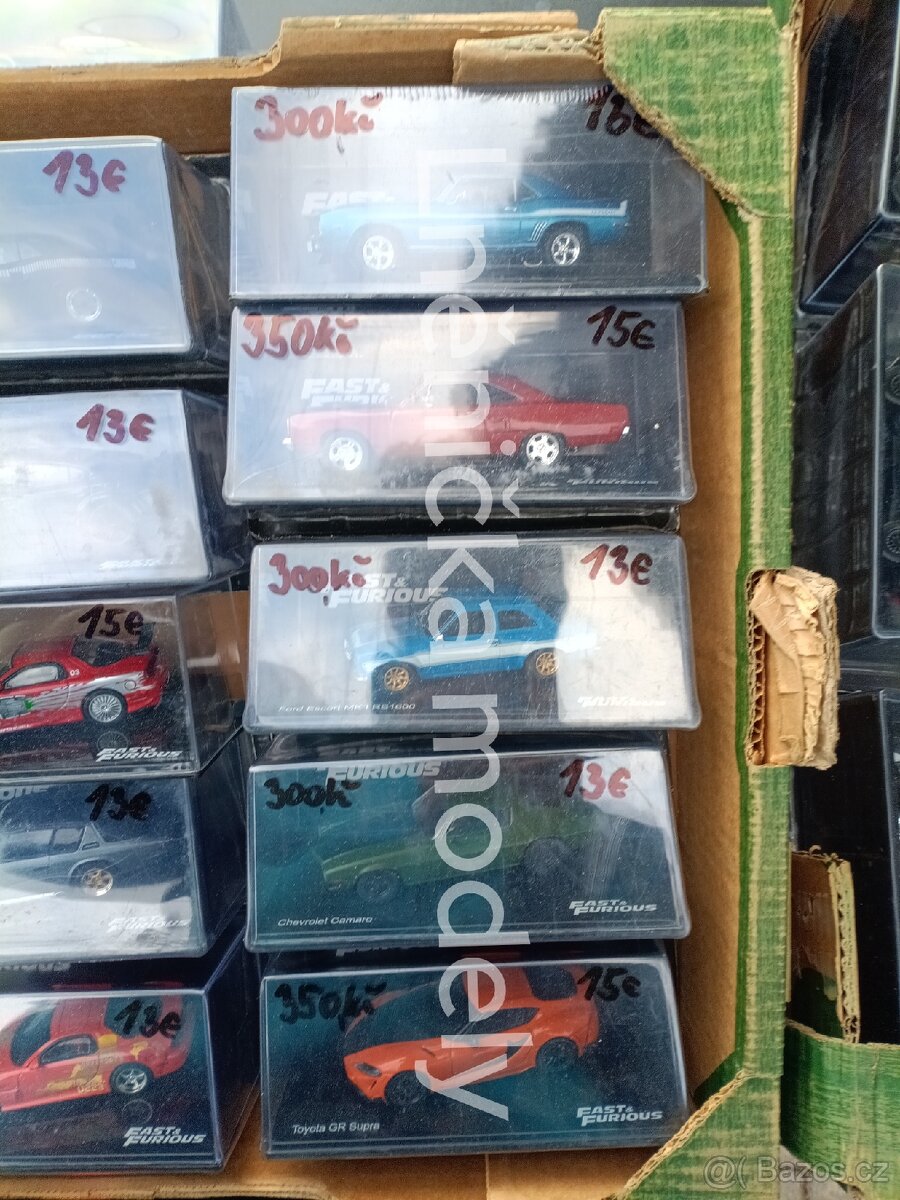 300kč 13€
FAST
350kč 15€
FAST&
300kč 13€
FAST&
FURIOUS
Ford Escort MK1 RS1600
FURIOUS
300kč 13€
Chevrolet Camaro
FAST&
FURIOUS
350kč 15€
Toyota GR Supra
FAST&
FURIOUS
13€
13€
15€
FAST&
FURIOUS
13€
FAST&
FURIOUS
13€
FAST&
FURIOUS
Lněnička modely
@( Bazos.cz